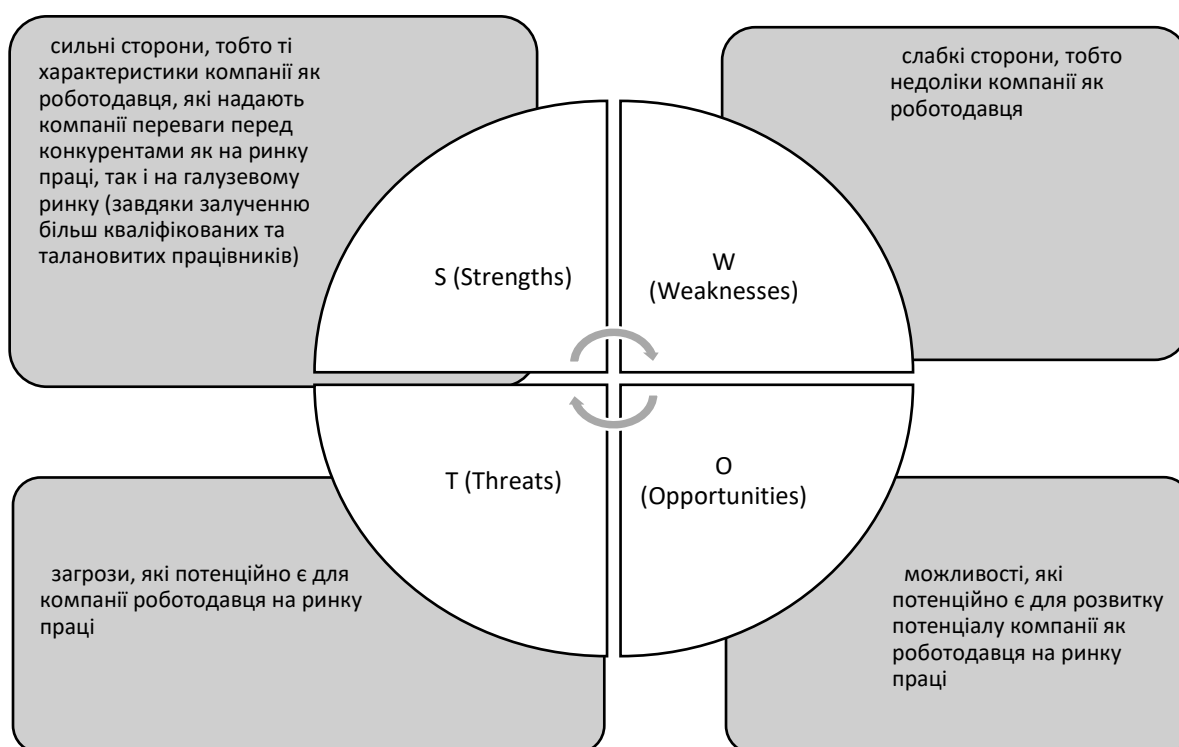 сильні сторони, тобто ті
характеристики компанії як
роботодавця, які надають
компанії переваги перед
конкурентами як на ринку
праці, так і на галузевому
ринку (завдяки залученню
більш кваліфікованих та
талановитих працівників)
слабкі сторони, тобто
недоліки компанії як
роботодавця
S (Strengths)
W
(Weaknesses)
T (Threats)
O
(Opportunities)
загрози, які потенційно є для
компанії роботодавця на ринку
праці
можливості, які
потенційно є для розвитку
потенціалу компанії як
роботодавця на ринку
праці